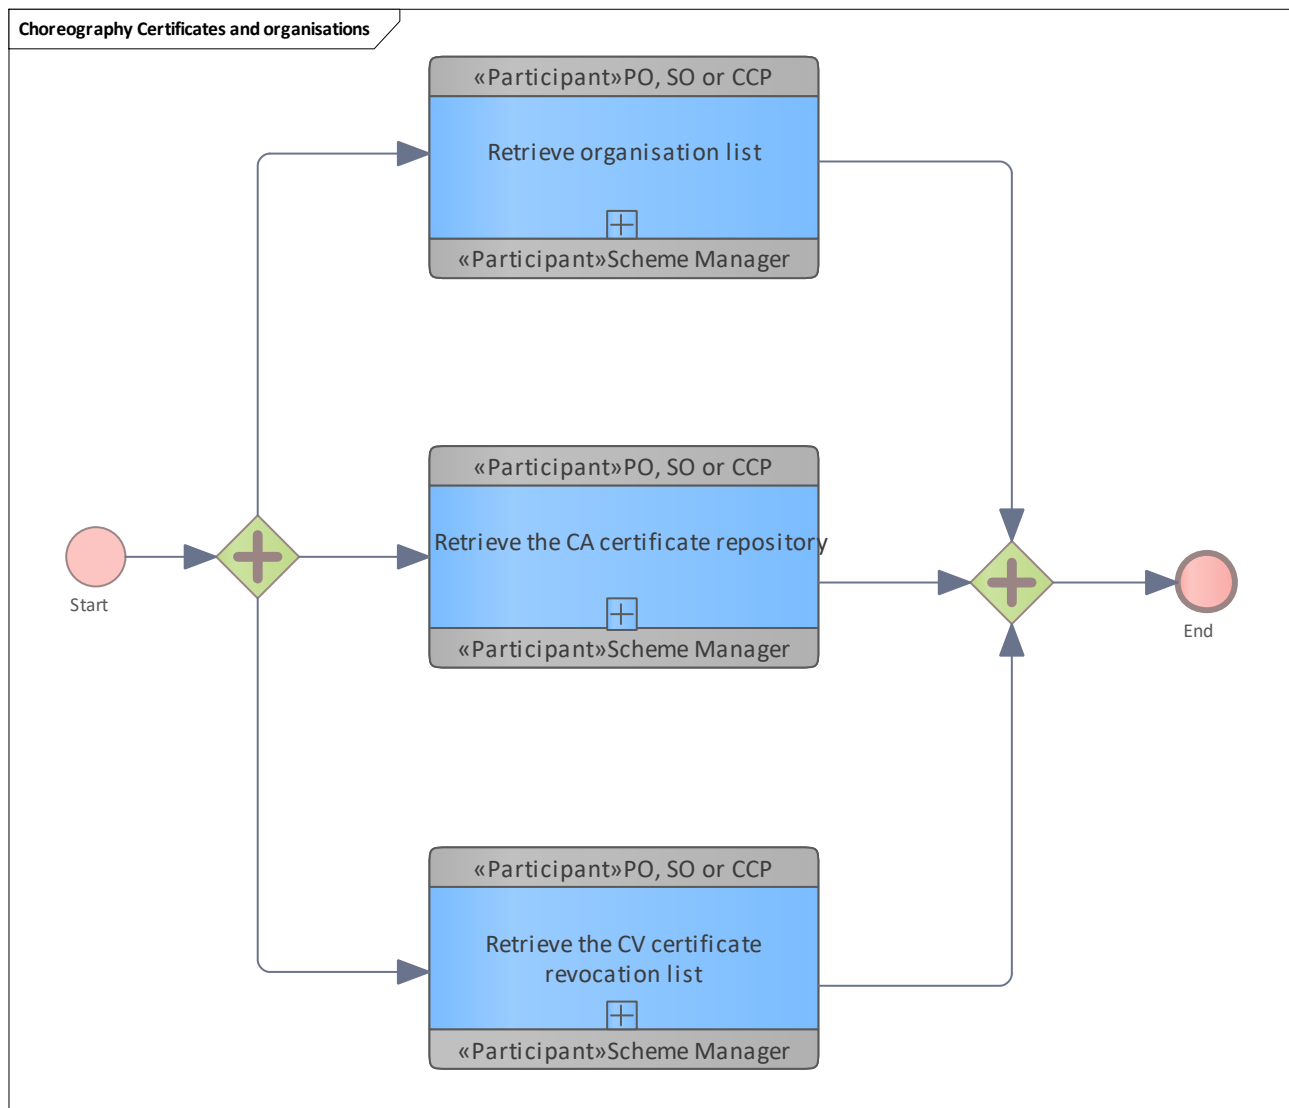 Choreography Certificates and organisations
«Participant»PO, SO or CCP
Retrieve organisation list
«Participant»Scheme Manager
«Participant»PO, SO or CCP
Retrieve the CA certificate repository
«Participant»Scheme Manager
Start
End
«Participant»PO, SO or CCP
Retrieve the CV certificate
revocation list
«Participant»Scheme Manager